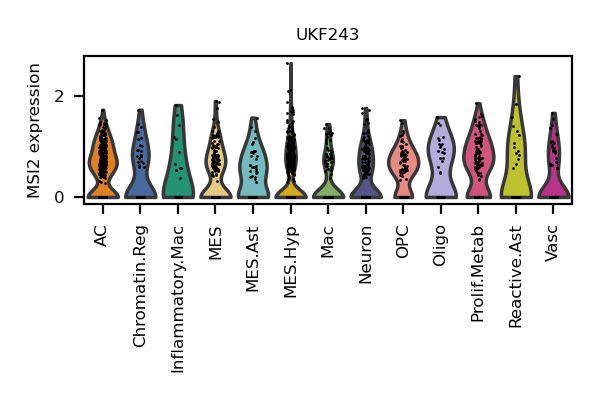 UKF243
MSI2 expression
2
0
AC
Chromatin.Reg
Inflammatory.Mac
MES
MES.Ast
MES.Hyp
Mac
Neuron
OPC
Oligo
Prolif.Metab
Reactive.Ast
Vasc